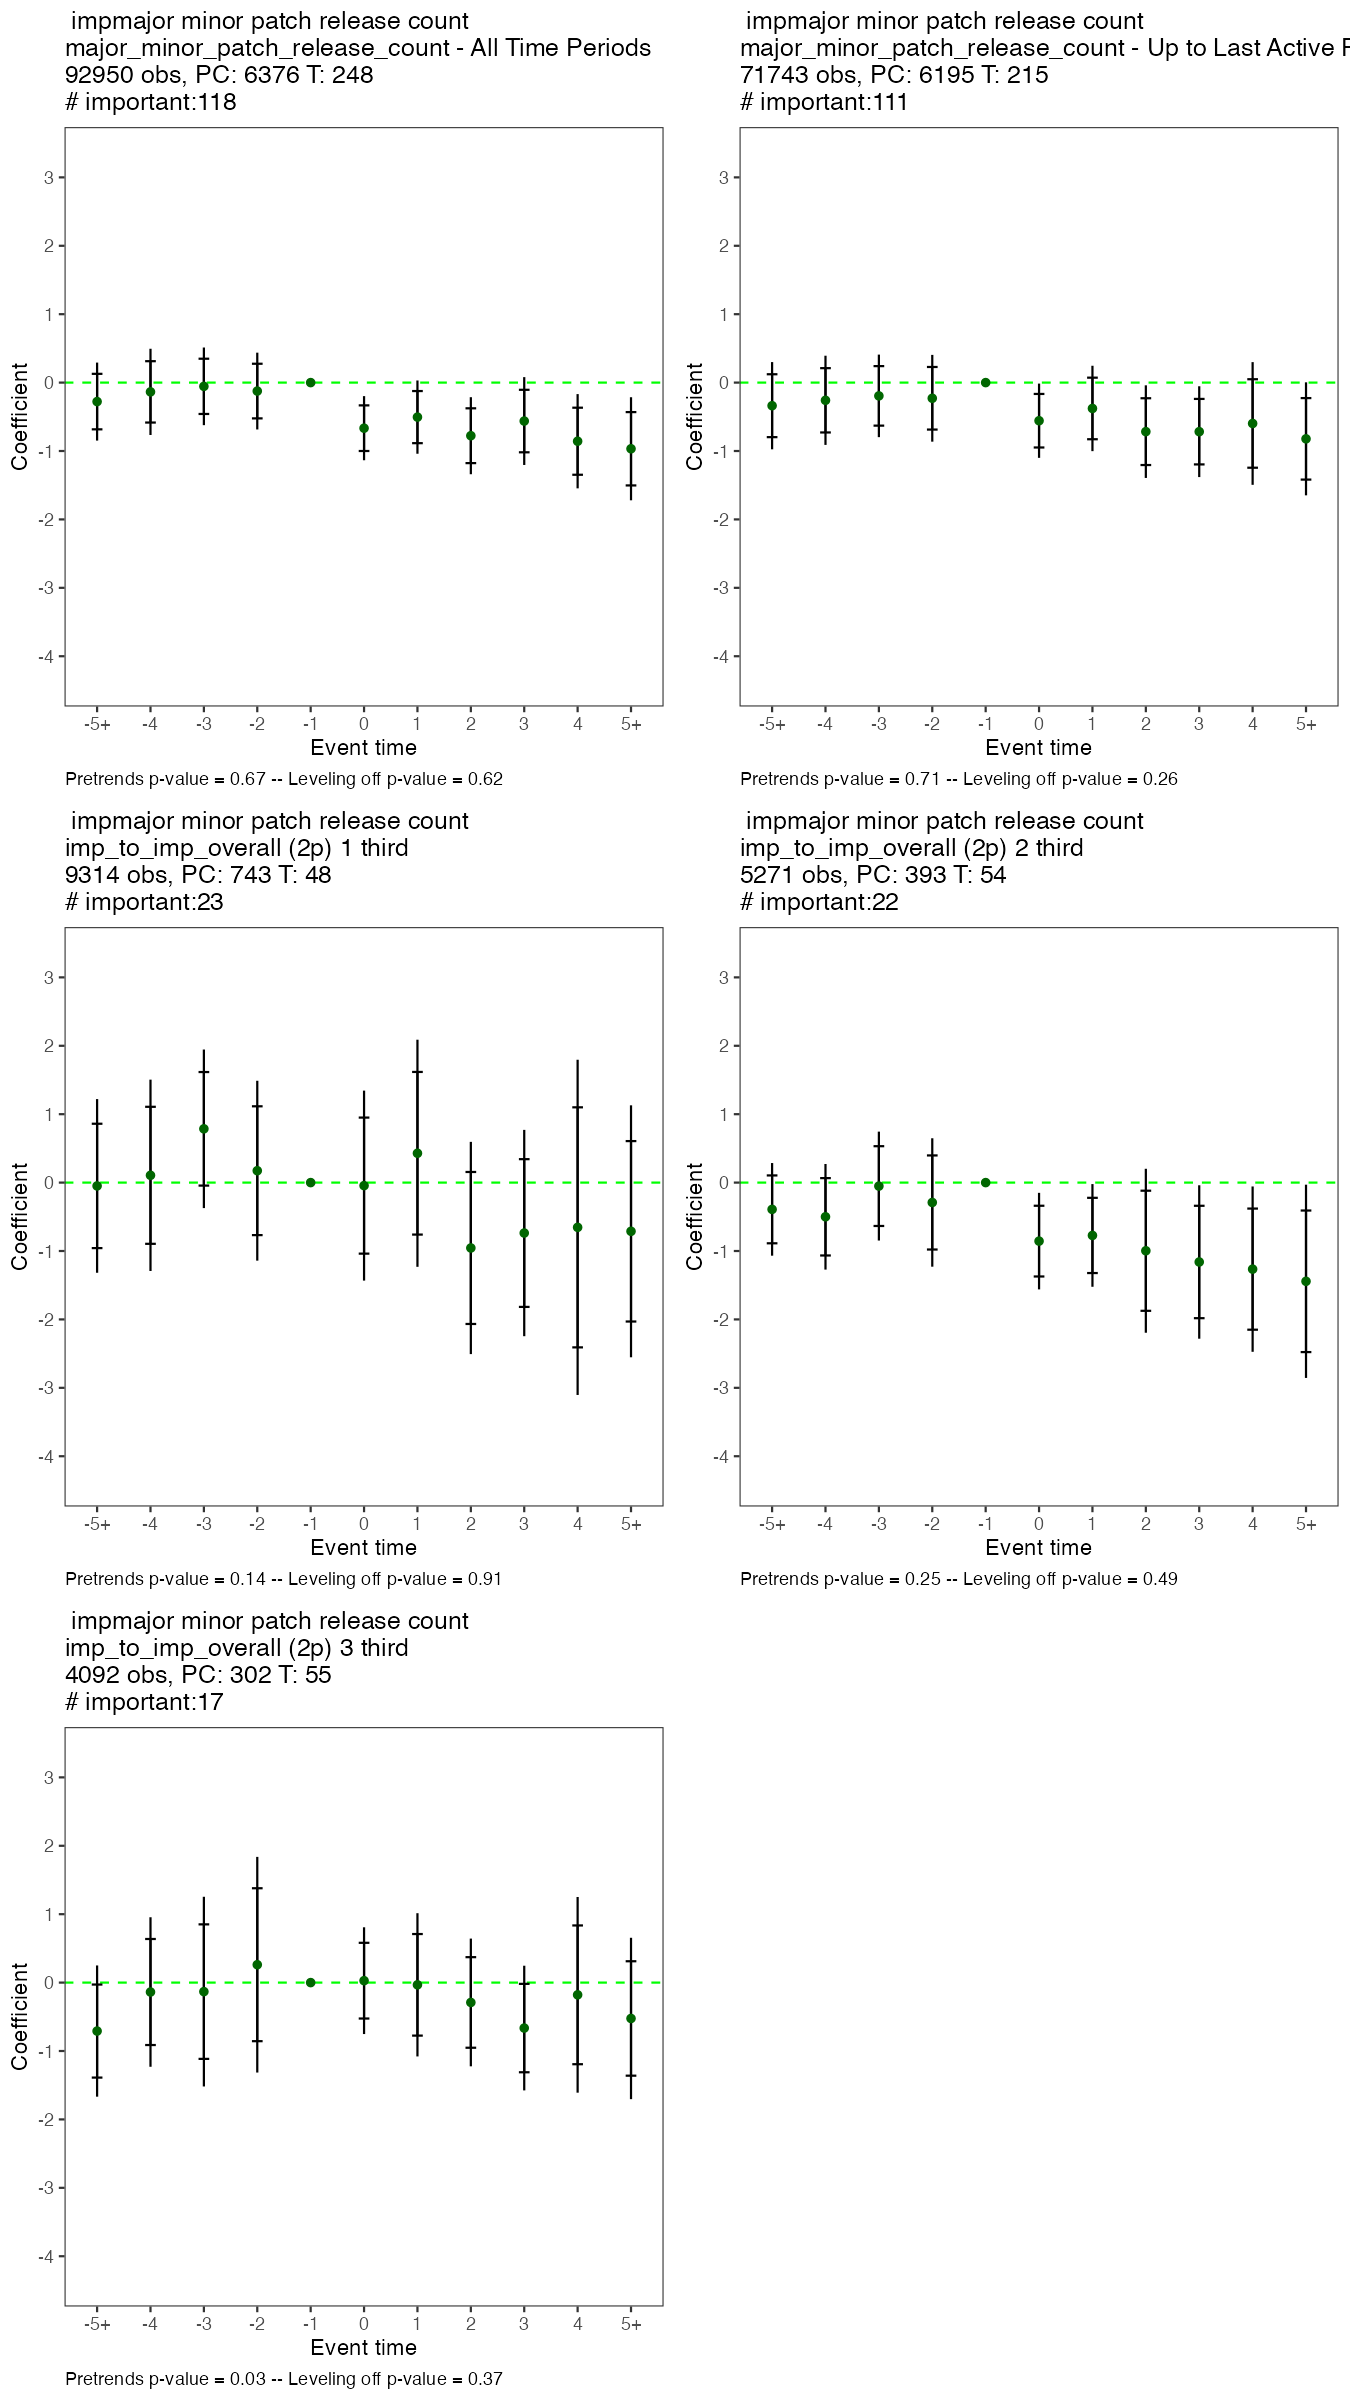 impmajor minor patch release count
major_minor_patch_release_count - All Time Periods
92950 obs, PC: 6376 T: 248
# important:118
3
2
1
0
-1
-2
-3
-4
Coefficient
-5+ -4 -3 -2 -1 0 1 2 3 4 5+
Event time
Pretrends p-value = 0.67 -- Leveling off p-value = 0.62
impmajor minor patch release count
major_minor_patch_release_count - Up to Last Active
71743 obs, PC: 6195 T: 215
# important:111
3
2
1
0
-1
-2
-3
-4
Coefficient
-5+ -4 -3 -2 -1 0 1 2 3 4 5+
Event time
Pretrends p-value = 0.71 -- Leveling off p-value = 0.26
impmajor minor patch release count
imp_to_imp_overall (2p) 1 third
9314 obs, PC: 743 T: 48
# important:23
3
2
1
0
-1
-2
-3
-4
Coefficient
-5+ -4 -3 -2 -1 0 1 2 3 4 5+
Event time
Pretrends p-value = 0.14 -- Leveling off p-value = 0.91
impmajor minor patch release count
imp_to_imp_overall (2p) 2 third
5271 obs, PC: 393 T: 54
# important:22
3
2
1
0
-1
-2
-3
-4
Coefficient
-5+ -4 -3 -2 -1 0 1 2 3 4 5+
Event time
Pretrends p-value = 0.25 -- Leveling off p-value = 0.49
impmajor minor patch release count
imp_to_imp_overall (2p) 3 third
4092 obs, PC: 302 T: 55
# important:17
3
2
1
0
-1
-2
-3
-4
Coefficient
-5+ -4 -3 -2 -1 0 1 2 3 4 5+
Event time
Pretrends p-value = 0.03 -- Leveling off p-value = 0.37